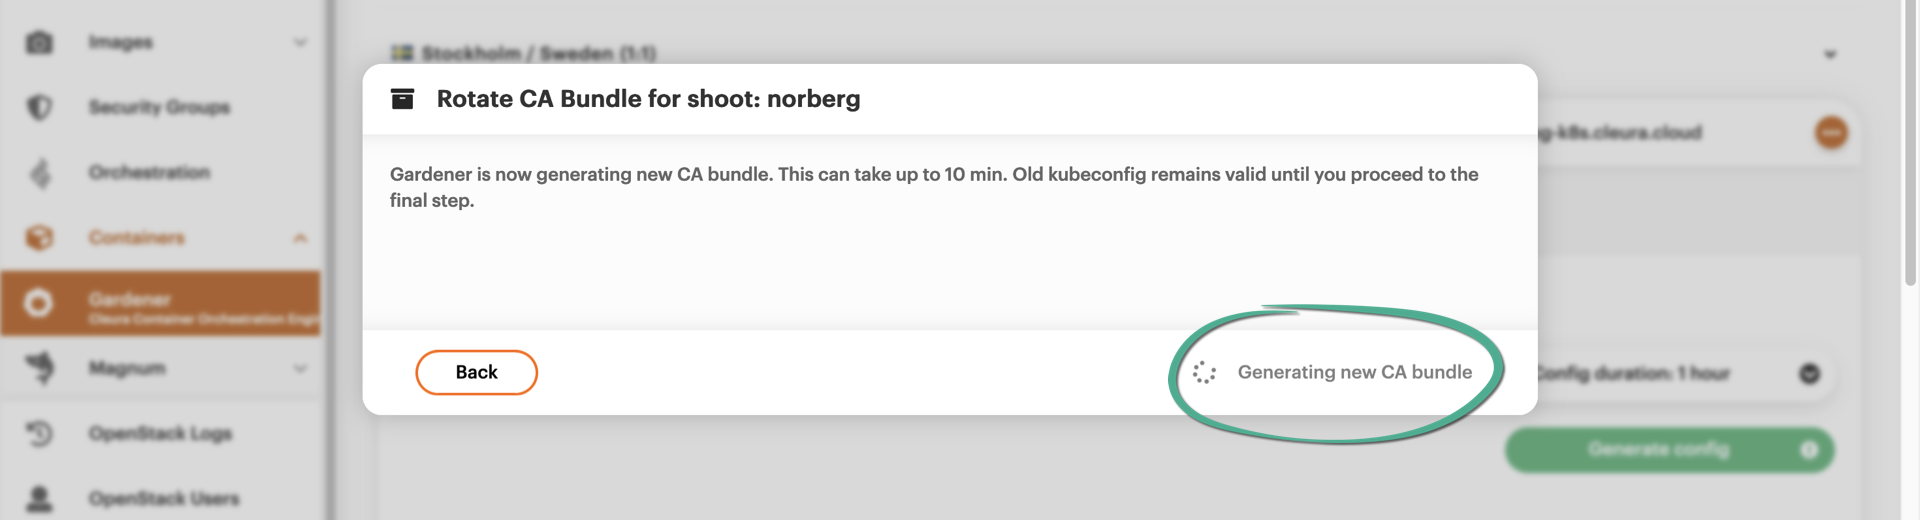 Images
Security Groups
Orchestration
Containers
Gardener
Cleura Container Orchestration Engi
Magnum
OpenStack Logs
OpenStack Users
Stockholm / Sweden (1:1)
Rotate CA Bundle for shoot: norberg
g-k8s.cleura.cloud
Gardener is now generating new CA bundle. This can take up to 10 min. Old kubeconfig remains valid until you proceed to the
final step.
Back
Generating new CA bundle
Config duration: 1 hour
Generate config